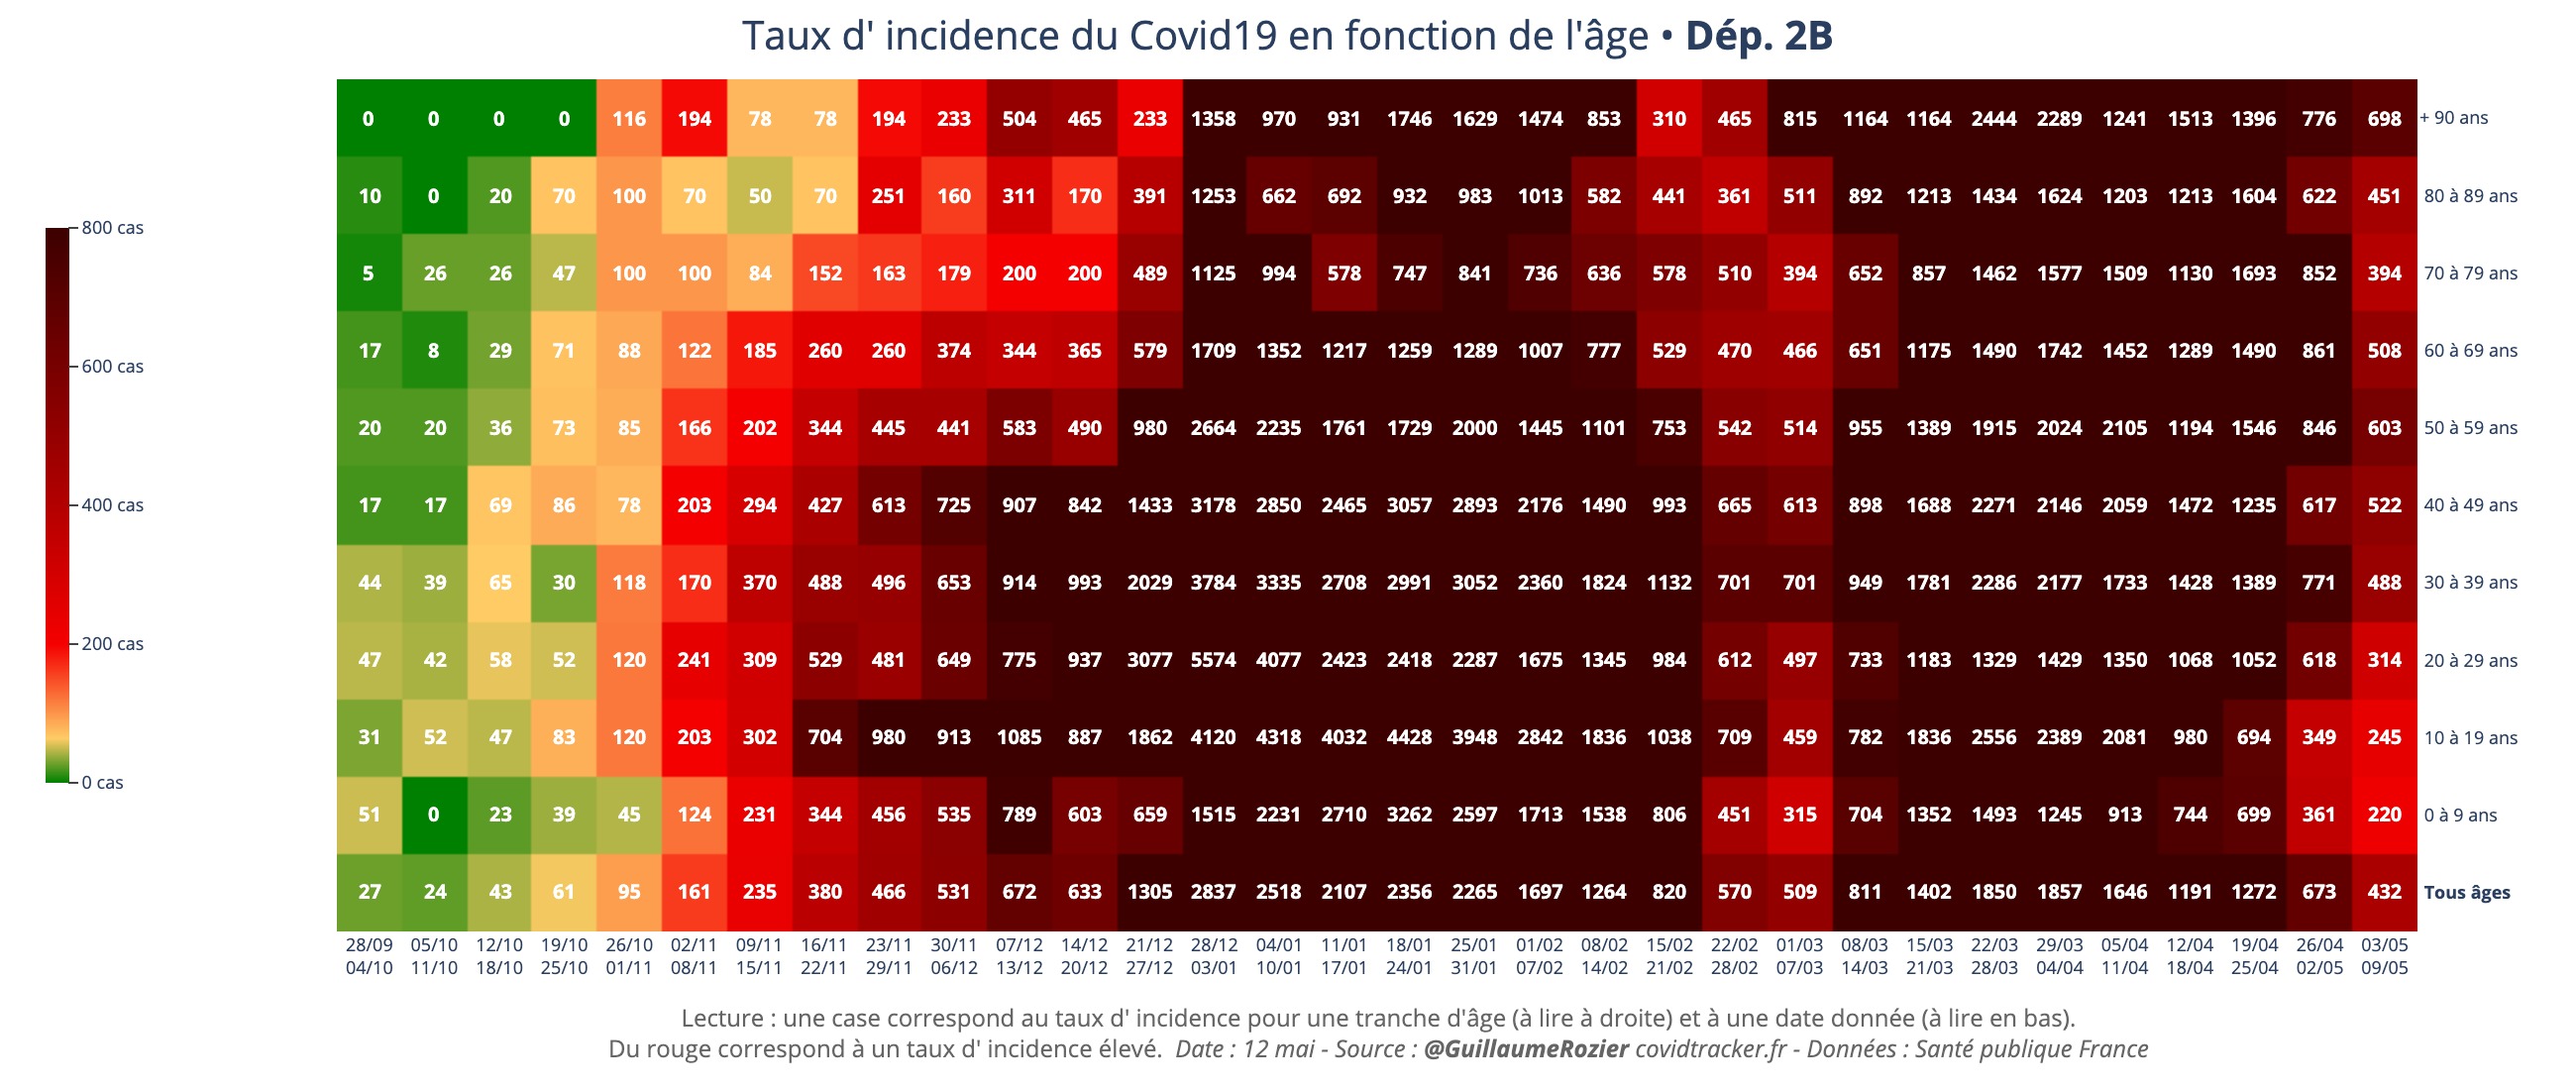 Taux d' incidence du Covid19 en fonction de l'âge • Dép. 2B
0 0 0 0 116 194 78 78 194 233 504 465 233 1358 970 931 1746 1629 1474 853 310 465 815 1164 1164 2444 2289 1241 1513 1396 776 698 + 90 ans
10 0 20 70 100 70 50 70 251 160 311 170 391 1253 662 692 932 983 1013 582 441 361 511 892 1213 1434 1624 1203 1213 1604 622 451 80 à 89 ans
800 cas
5 26 26 47 100 100 84 152 163 179 200 200 489 1125 994 578 747 841 736 636 578 510 394 652 857 1462 1577 1509 1130 1693 852 394 70 à 79 ans
17 8 29 71 88 122 185 260 260 374 344 365 579 1709 1352 1217 1259 1289 1007 777 529 470 466 651 1175 1490 1742 1452 1289 1490 861 508 60 à 69 ans
600 cas
20 20 36 73 85 166 202 344 445 441 583 490 980 2664 2235 1761 1729 2000 1445 1101 753 542 514 955 1389 1915 2024 2105 1194 1546 846 603 50 à 59 ans
400 cas
17 17 69 86 78 203 294 427 613 725 907 842 1433 3178 2850 2465 3057 2893 2176 1490 993 665 613 898 1688 2271 2146 2059 1472 1235 617 522 40 à 49 ans
44 39 65 30 118 170 370 488 496 653 914 993 2029 3784 3335 2708 2991 3052 2360 1824 1132 701 701 949 1781 2286 2177 1733 1428 1389 771 488 30 à 39 ans
200 cas
47 42 58 52 120 241 309 529 481 649 775 937 3077 5574 4077 2423 2418 2287 1675 1345 984 612 497 733 1183 1329 1429 1350 1068 1052 618 314 20 à 29 ans
31 52 47 83 120 203 302 704 980 913 1085 887 1862 4120 4318 4032 4428 3948 2842 1836 1038 709 459 782 1836 2556 2389 2081 980 694 349 245 10 à 19 ans
0 cas
51 0 23 39 45 124 231 344 456 535 789 603 659 1515 2231 2710 3262 2597 1713 1538 806 451 315 704 1352 1493 1245 913 744 699 361 220 0 à 9 ans
27 24 43 61 95 161 235 380 466 531 672 633 1305 2837 2518 2107 2356 2265 1697 1264 820 570 509 811 1402 1850 1857 1646 1191 1272 673 432 Tous âges
28/09 05/10 12/10 19/10 26/10 02/11 09/11 16/11 23/11 30/11 07/12 14/12 21/12 28/12 04/01 11/01 18/01 25/01 01/02 08/02 15/02 22/02 01/03 08/03 15/03 22/03 29/03 05/04 12/04 19/04 26/04 03/05
04/10 11/10 18/10 25/10 01/11 08/11 15/11 22/11 29/11 06/12 13/12 20/12 27/12 03/01 10/01 17/01 24/01 31/01 07/02 14/02 21/02 28/02 07/03 14/03 21/03 28/03 04/04 11/04 18/04 25/04 02/05 09/05
Lecture : une case correspond au taux d' incidence pour une tranche d'âge (à lire à droite) et à une date donnée (à lire en bas).
Du rouge correspond à un taux d' incidence élevé. Date : 12 mai - Source : @GuillaumeRozier covidtracker.fr - Données : Santé publique France